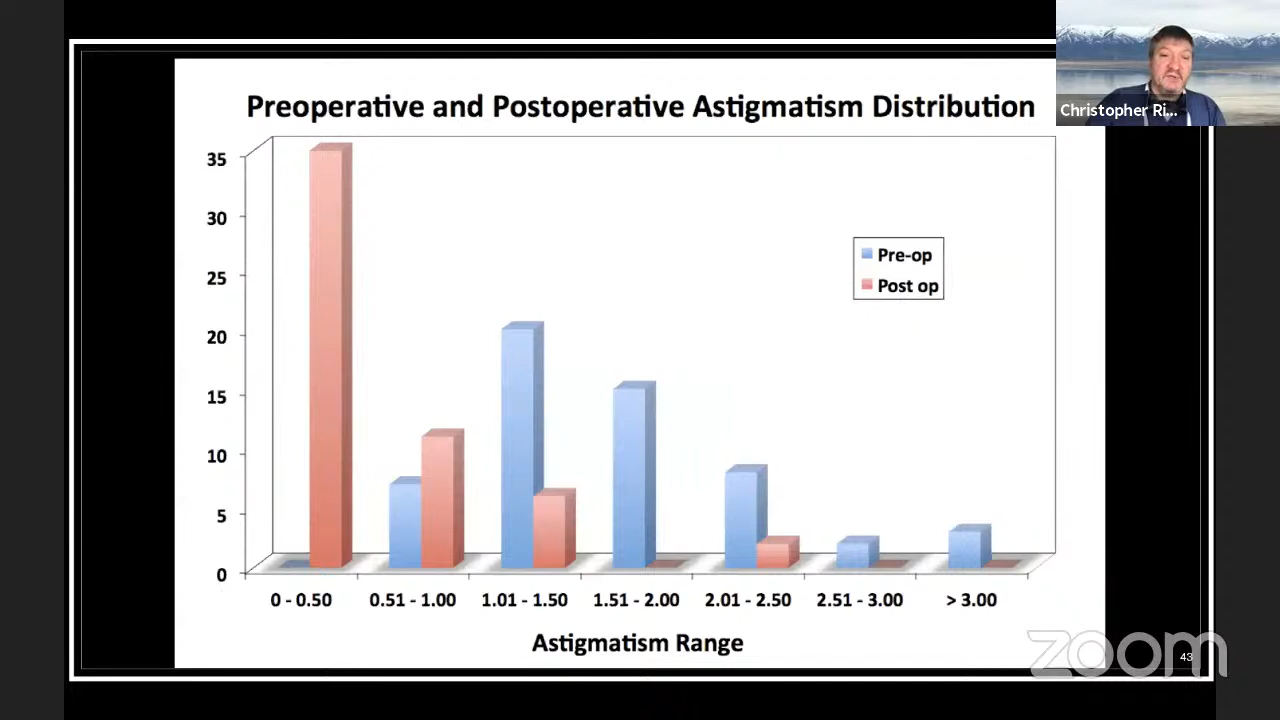 Christopher Ri...
Preoperative and Postoperative Astigmatism Distribution
35
30
25
20
15
10
5
0
Pre-op
Post op
0 - 0.50 0.51 - 1.00 1.01 - 1.50 1.51 - 2.00 2.01 - 2.50 2.51 - 3.00 > 3.00
Astigmatism Range
zoom
43